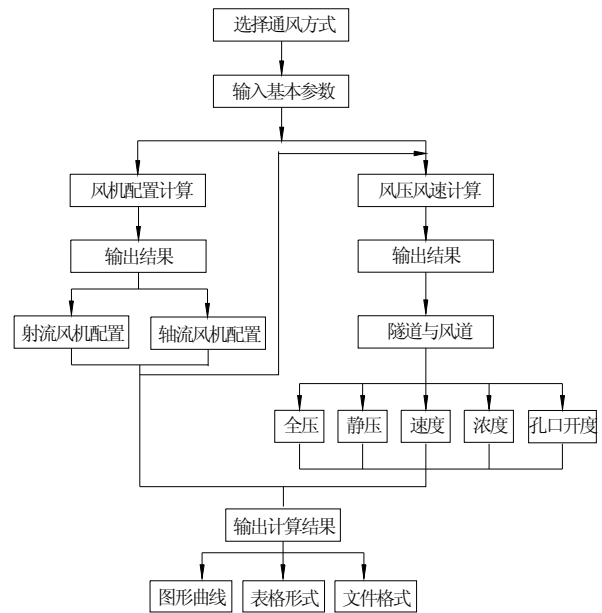 选择通风方式
输入基本参数
风机配置计算
风压风速计算
输出结果
输出结果
射流风机配置
轴流风机配置
隧道与风道
全压
静压
速度
浓度
孔口开度
输出计算结果
图形曲线
表格形式
文件格式